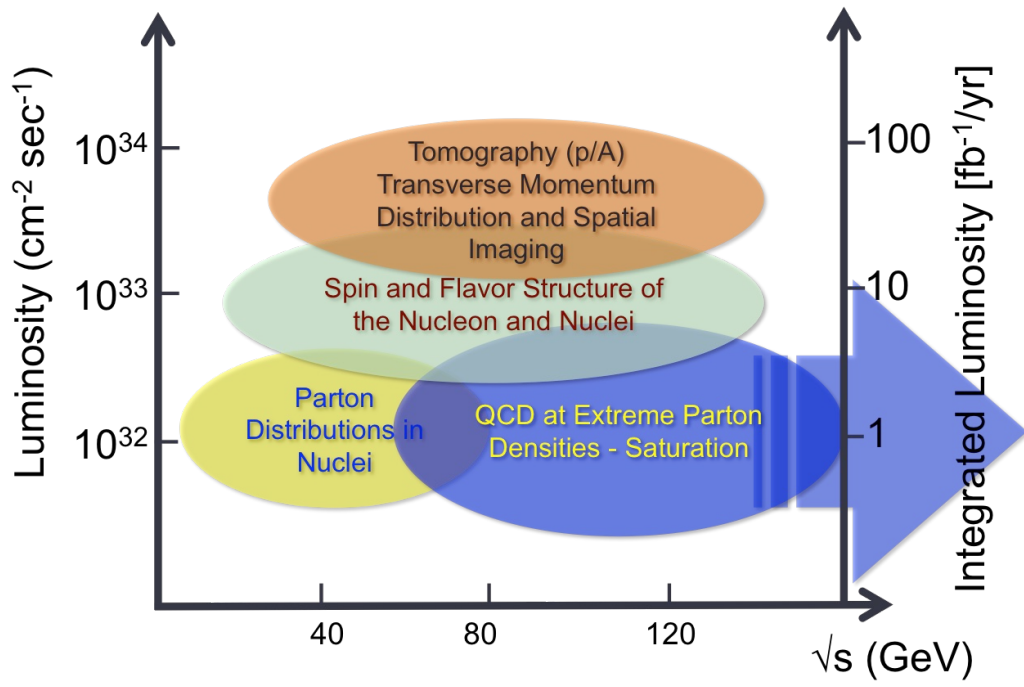 Luminosity (cm⁻² sec⁻¹)
10³⁴
10³³
10³²
Tomography (p/A)
Transverse Momentum
Distribution and Spatial
Imaging
Spin and Flavor Structure of
the Nucleon and Nuclei
Parton
Distributions in
Nuclei
QCD at Extreme Parton
Densities - Saturation
100
10
1
Integrated Luminosity [fb⁻¹/yr]
40
80
120
√s (GeV)